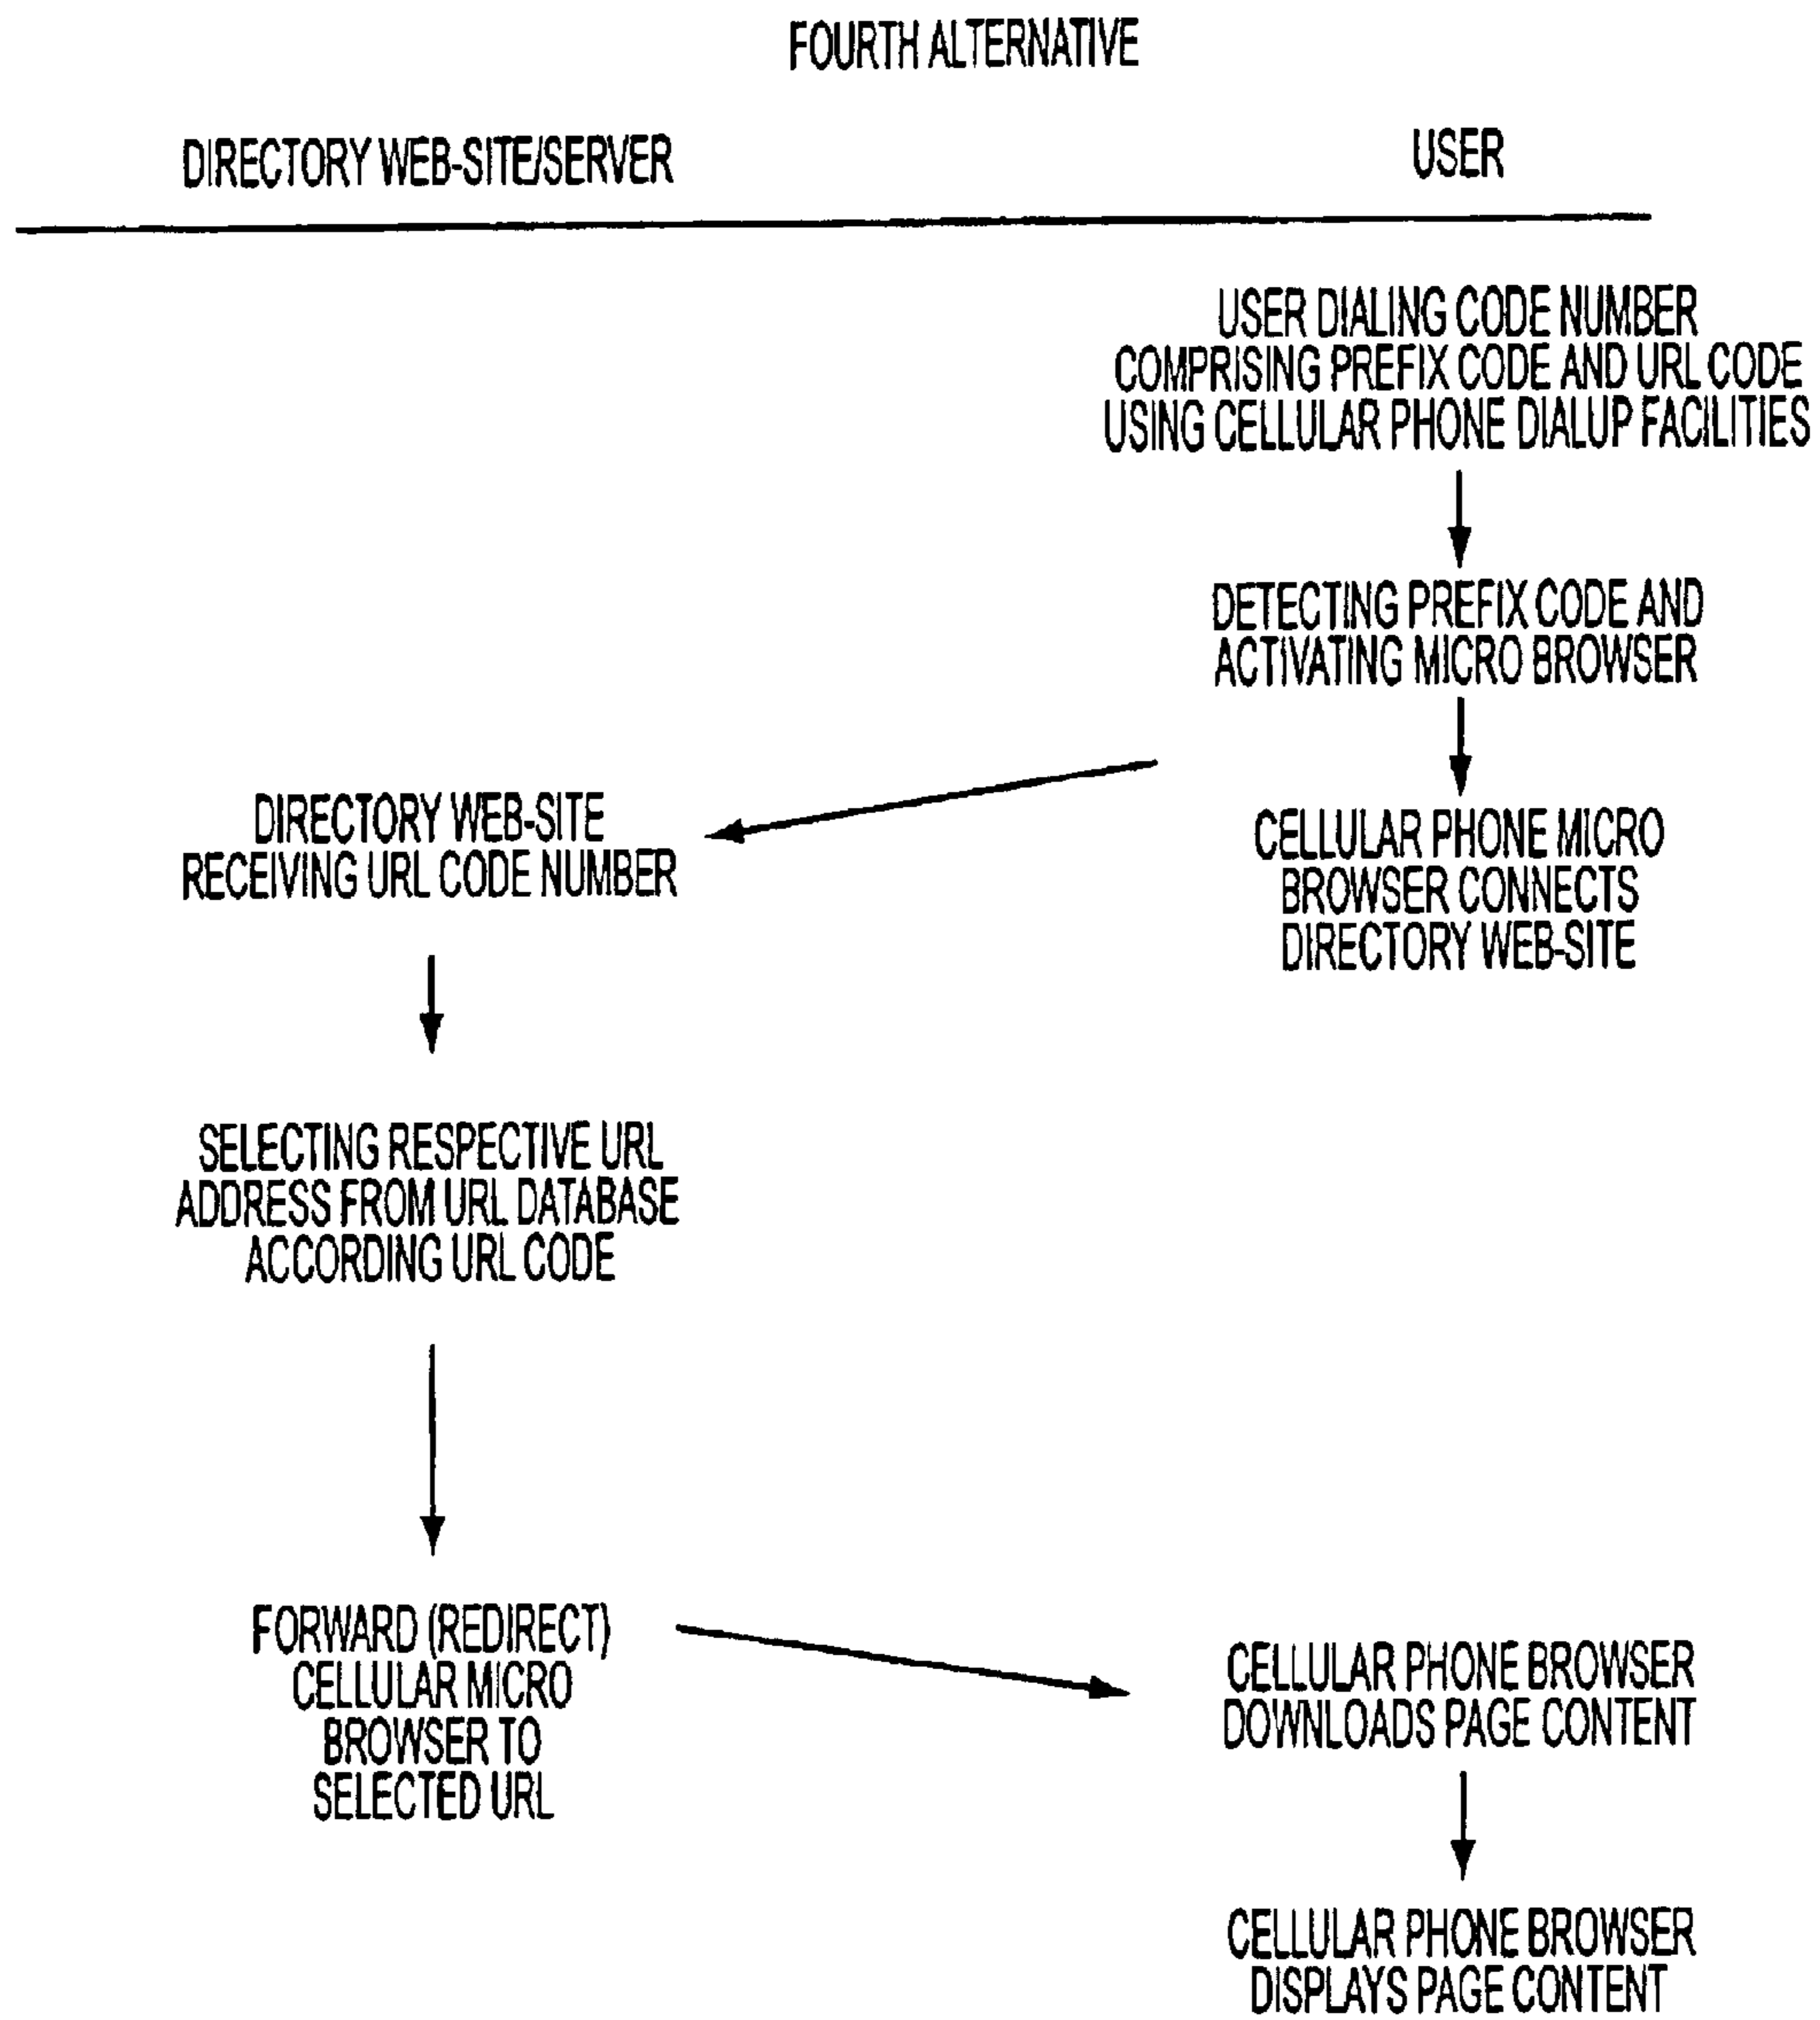 FOURTH ALTERNATIVE
DIRECTORY WEB-SITE/SERVER
USER
USER DIALING CODE NUMBER
COMPRISING PREFIX CODE AND URL CODE
USING CELLULAR PHONE DIALUP FACILITIES
DETECTING PREFIX CODE AND
ACTIVATING MICRO BROWSER
DIRECTORY WEB-SITE
RECEIVING URL CODE NUMBER
CELLULAR PHONE MICRO
BROWSER CONNECTS
DIRECTORY WEB-SITE
SELECTING RESPECTIVE URL
ADDRESS FROM URL DATABASE
ACCORDING URL CODE
FORWARD (REDIRECT)
CELLULAR MICRO
BROWSER TO
SELECTED URL
CELLULAR PHONE BROWSER
DOWNLOADS PAGE CONTENT
CELLULAR PHONE BROWSER
DISPLAYS PAGE CONTENT